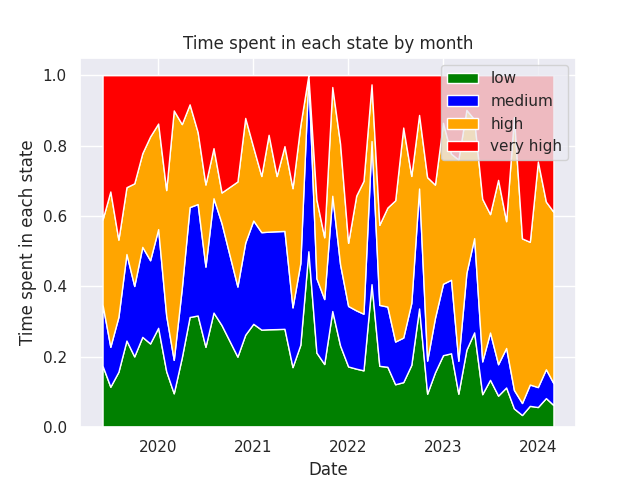 Time spent in each state by month
low
medium
high
very high
1.0
0.8
0.6
0.4
0.2
0.0
Time spent in each state
2020
2021
2022
2023
2024
Date